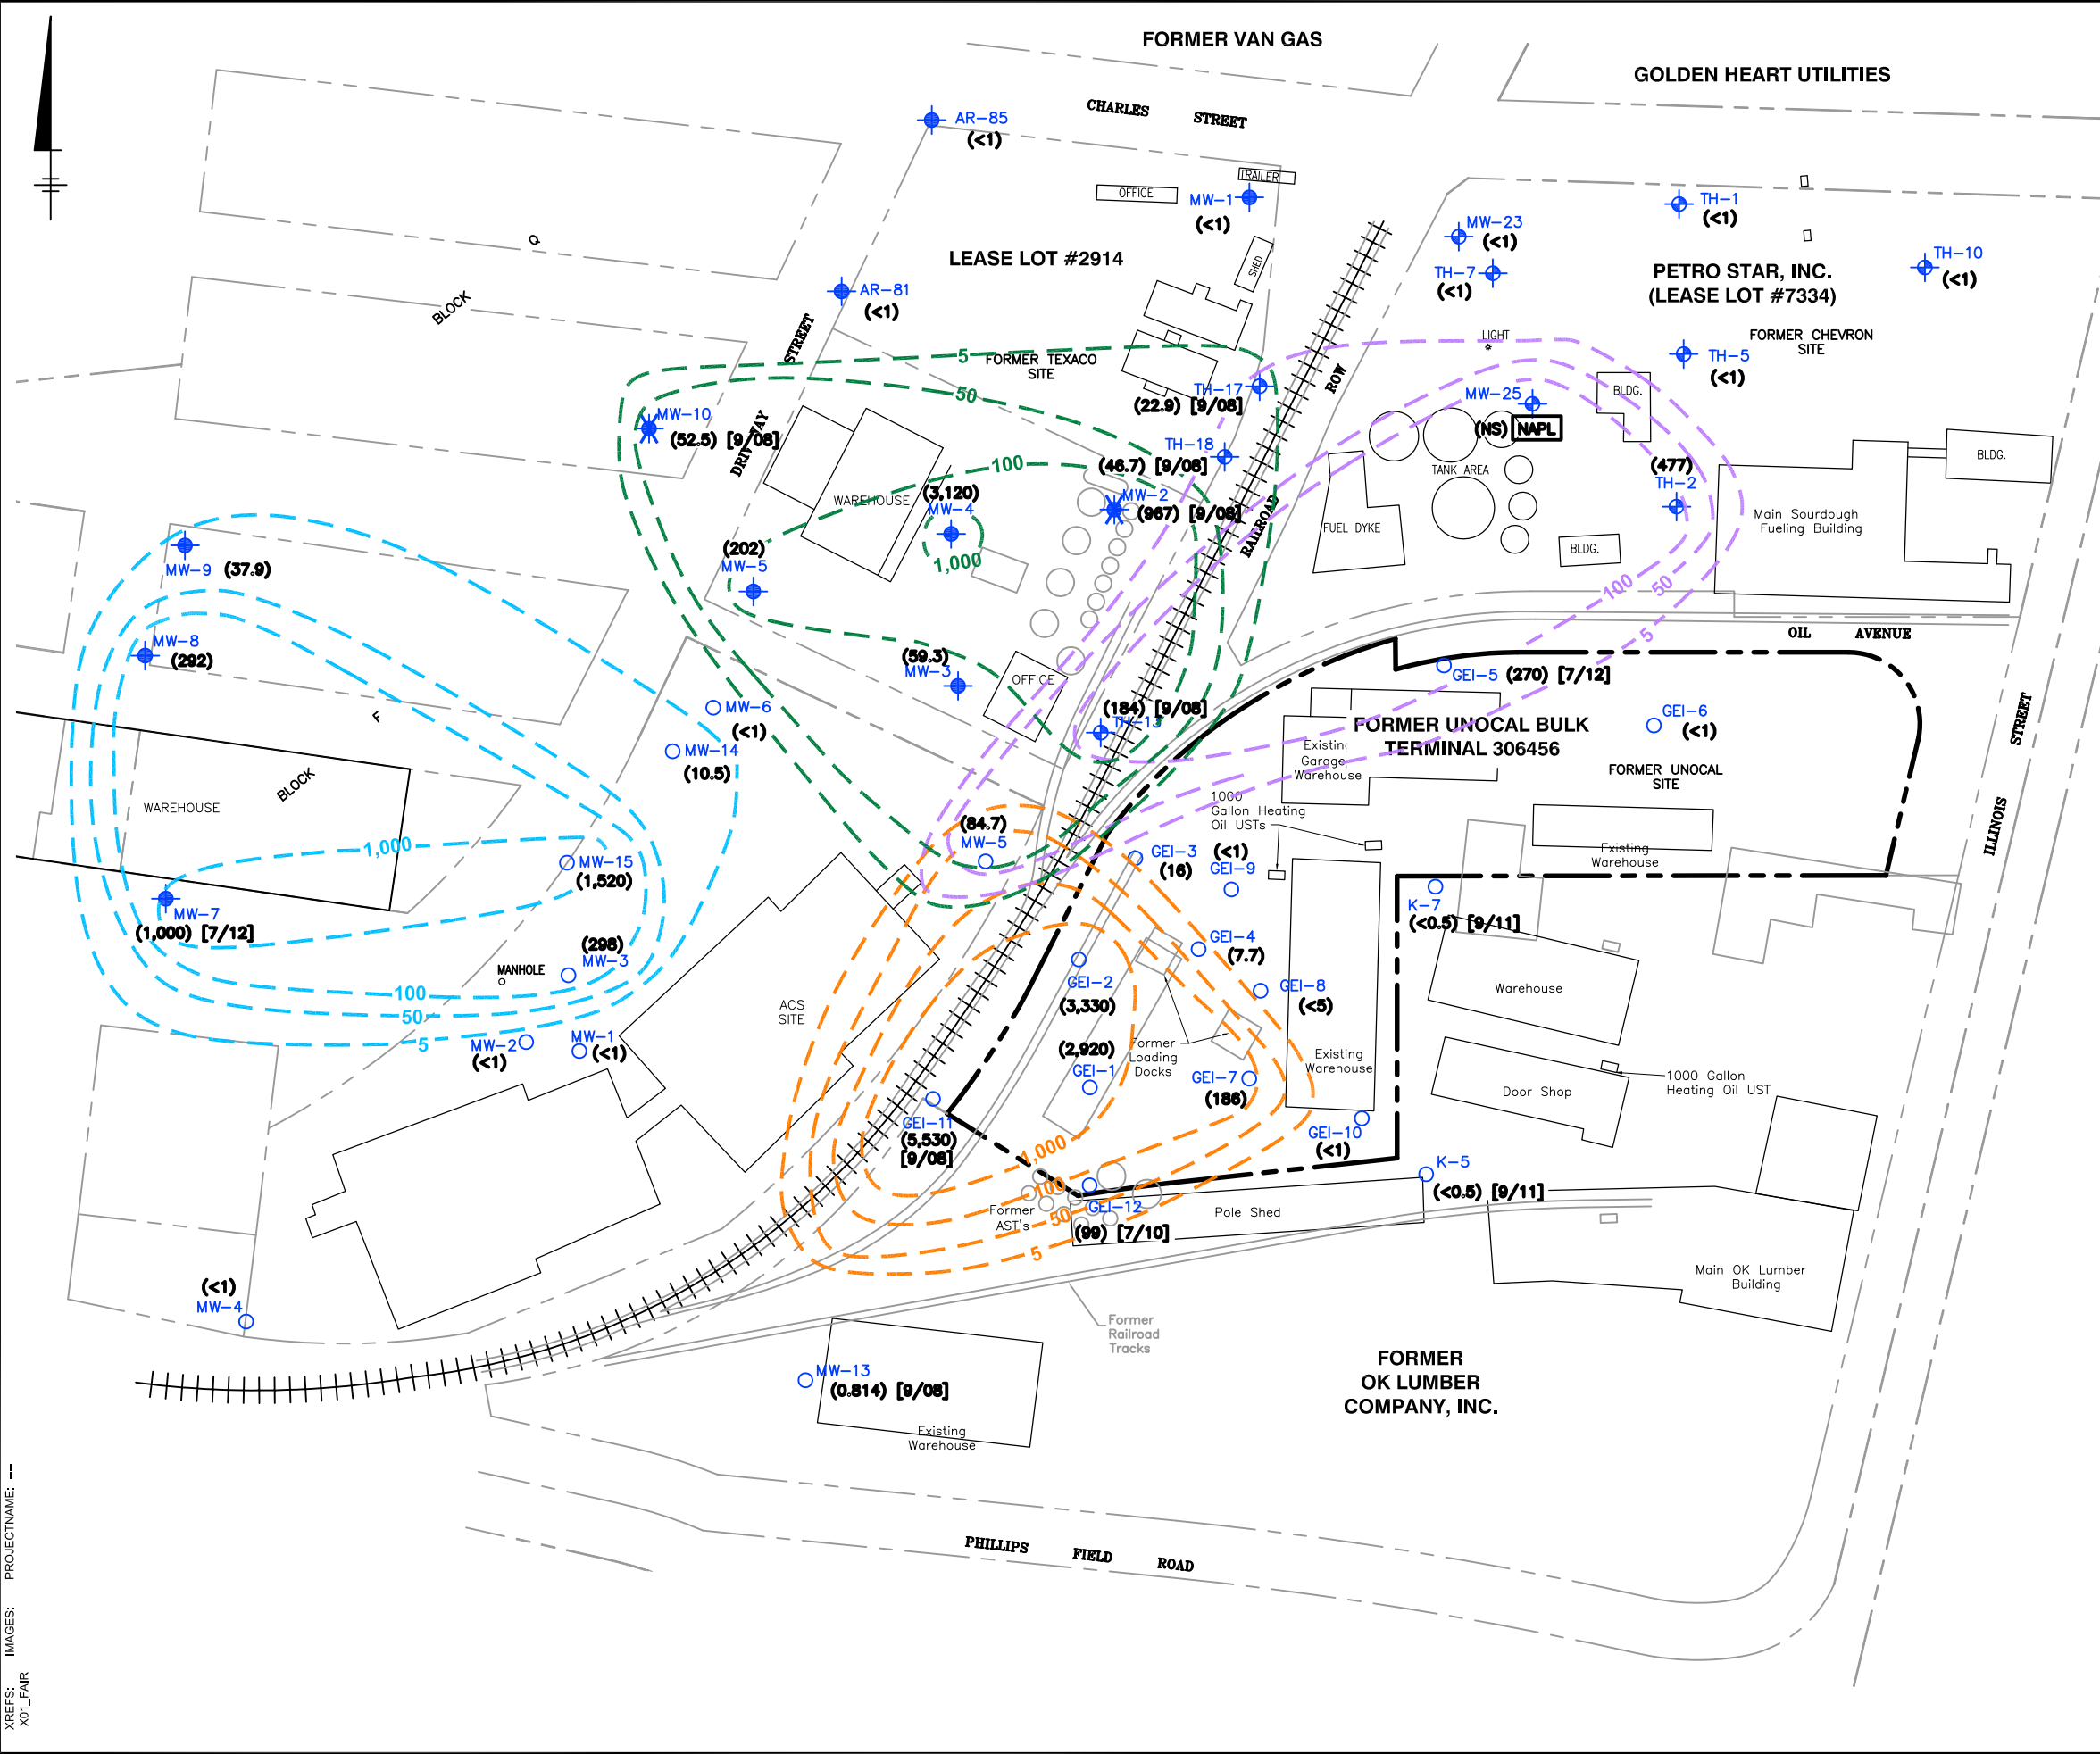 FORMER VAN GAS
GOLDEN HEART UTILITIES
CHARLES STREET
AR-85
(<1)
TRAILER
OFFICE
MW-1
(<1)
TH-1
(<1)
MW-23
(<1)
TH-7
(<1)
TH-10
(<1)
LEASE LOT #2914
SHED
PETRO STAR, INC.
(LEASE LOT #7334)
Q
BLOCK
AR-81
(<1)
STREET
DRIVEWAY
FORMER TEXACO
SITE
LIGHT
FORMER CHEVRON
SITE
TH-5
(<1)
5
50
100
1,000
ROW
RAILROAD
TH-17
(22.9) [9/08]
MW-25
(NS) NAPL
BLDG.
MW-10
(52.5) [9/08]
TH-18
(46.7) [9/08]
TANK AREA
(477)
TH-2
BLDG.
WAREHOUSE
(3,120)
MW-4
MW-2
(967) [9/08]
FUEL DYKE
BLDG.
Main Sourdough
Fueling Building
(202)
MW-5
MW-9 (37.9)
100
50
5
OIL AVENUE
MW-8
(292)
(59.3)
MW-3
OFFICE
GEI-5 (270) [7/12]
MW-6
(<1)
(184) [9/08]
TH-13
FORMER UNOCAL BULK
TERMINAL 306456
GEI-6
(<1)
F
BLOCK
MW-14
(10.5)
Existing
Garage
Warehouse
FORMER UNOCAL
SITE
STREET
ILLINOIS
WAREHOUSE
1000
Gallon Heating
Oil USTs
1,000
(84.7)
MW-5
GEI-3
(16)
(<1)
GEI-9
Existing
Warehouse
MW-15
(1,520)
MW-7
(1,000) [7/12]
K-7
(<0.5) [9/11]
(298)
MW-3
MANHOLE
GEI-4
(7.7)
GEI-2
(3,330)
GEI-8
(<5)
Warehouse
100
50
5
ACS
SITE
MW-2
(<1)
MW-1
(<1)
(2,920)
GEI-1
Former
Loading
Docks
Existing
Warehouse
GEI-7
(186)
Door Shop
1000 Gallon
Heating Oil UST
GEI-11
(5,530)
[9/08]
GEI-10
(<1)
1,000
100
50
5
K-5
(<0.5) [9/11]
Former
AST's
GEI-12
(99) [7/10]
Pole Shed
Main OK Lumber
Building
(<1)
MW-4
Former
Railroad
Tracks
MW-13
(0.814) [9/08]
Existing
Warehouse
FORMER
OK LUMBER
COMPANY, INC.
PHILLIPS FIELD ROAD
XREFS: IMAGES: PROJECTNAME: --
X01_FAIR